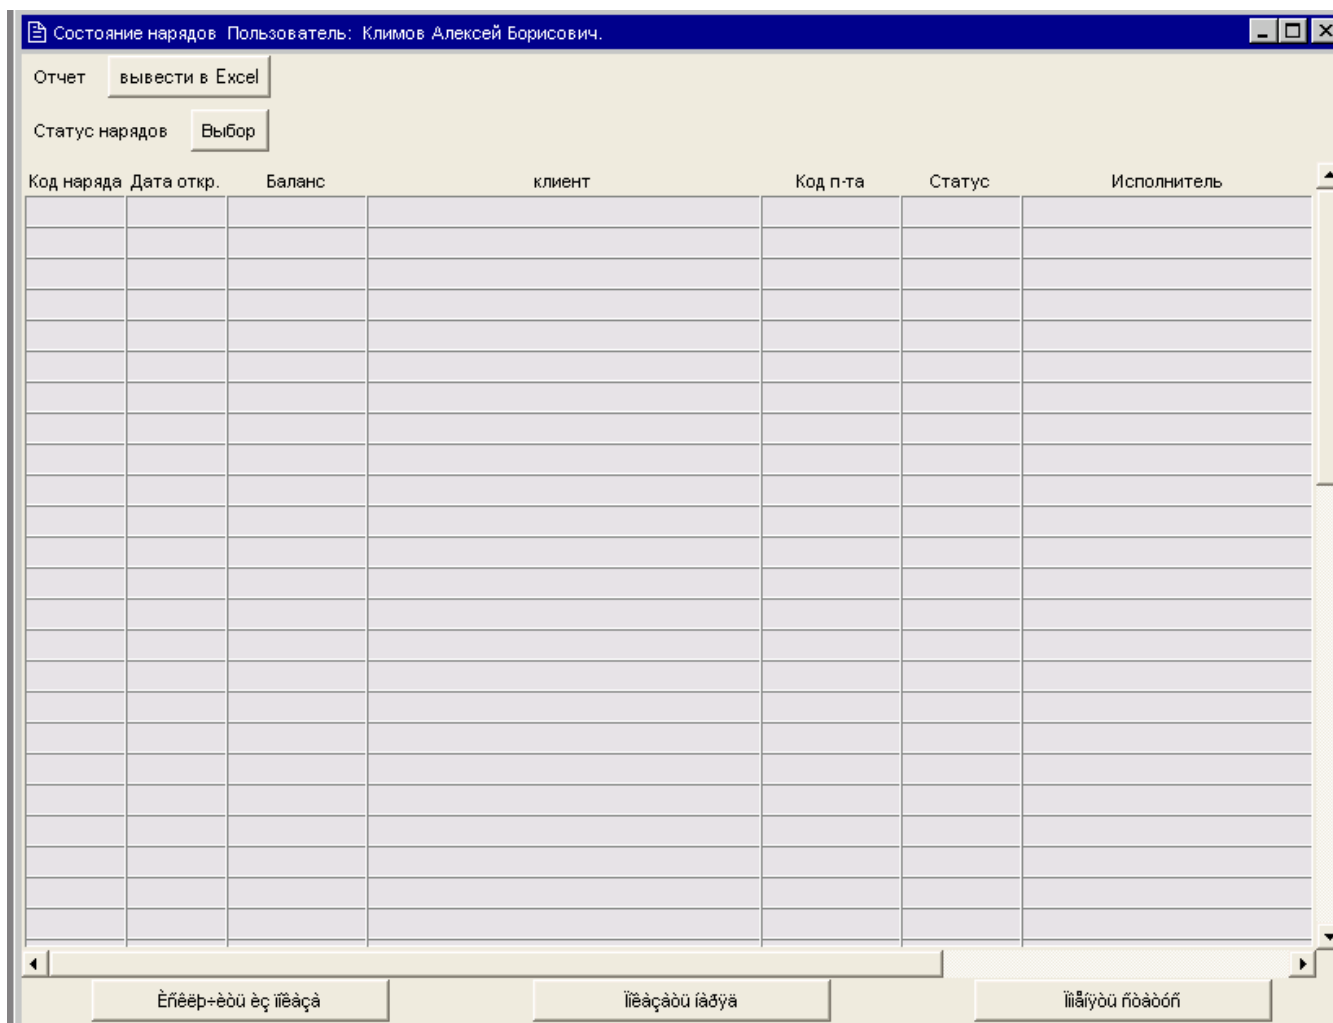 Состояние нарядов Пользователь: Климов Алексей Борисович.
Отчет вывести в Excel
Статус нарядов Выбор
Код наряда Дата откр. Баланс клиент Код п-та Статус Исполнитель
Èñêëþ÷èòü èç ïîêàçà Ïîêàçàòü íàðÿä Ïîìåíÿòü ñòàòóñ